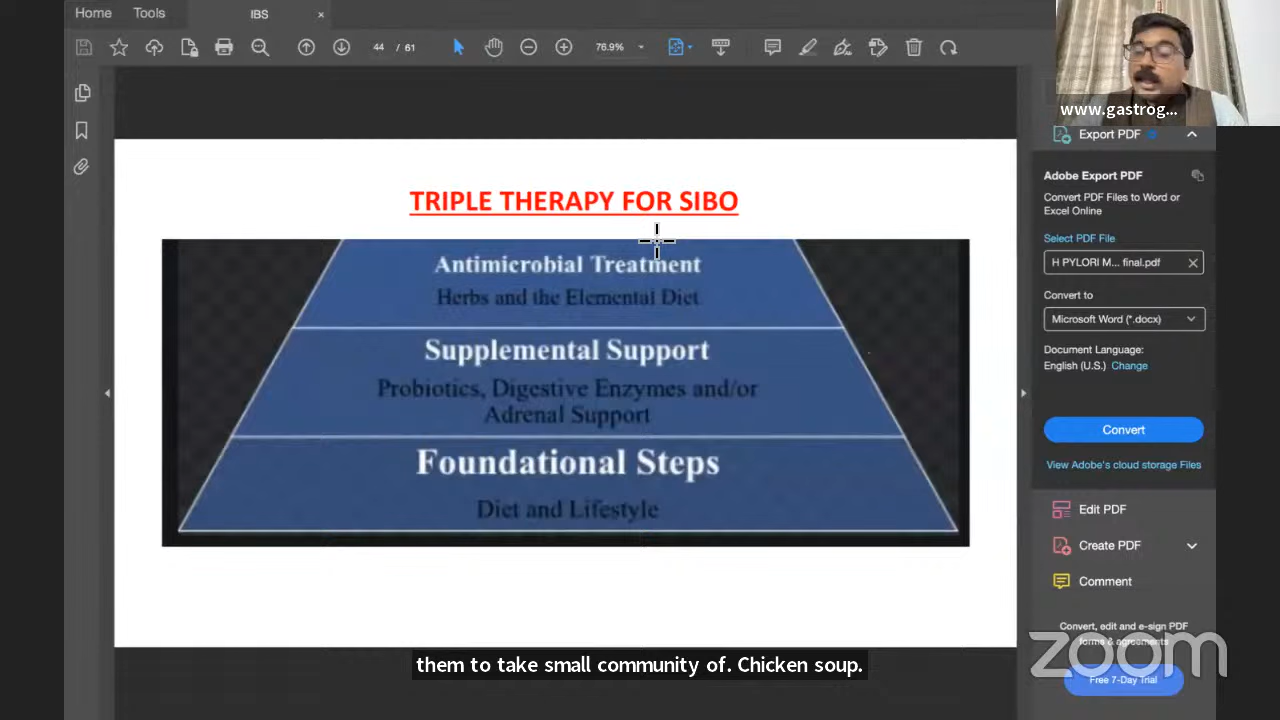 Home Tools IBS ×
44 / 61 76.9%
www.gastrog...
Export PDF
Adobe Export PDF
Convert PDF Files to Word or
Excel Online
Select PDF File
H PYLORI M... final.pdf
Convert to
Microsoft Word (*.docx)
Document Language:
English (U.S.) Change
Convert
View Adobe's cloud storage Files
Edit PDF
Create PDF
Comment
Convert, edit and e-sign PDF
forms & agreements
Free 7-Day Trial
TRIPLE THERAPY FOR SIBO
Antimicrobial Treatment
Herbs and the Elemental Diet
Supplemental Support
Probiotics, Digestive Enzymes and/or
Adrenal Support
Foundational Steps
Diet and Lifestyle
them to take small community of. Chicken soup.
zoom